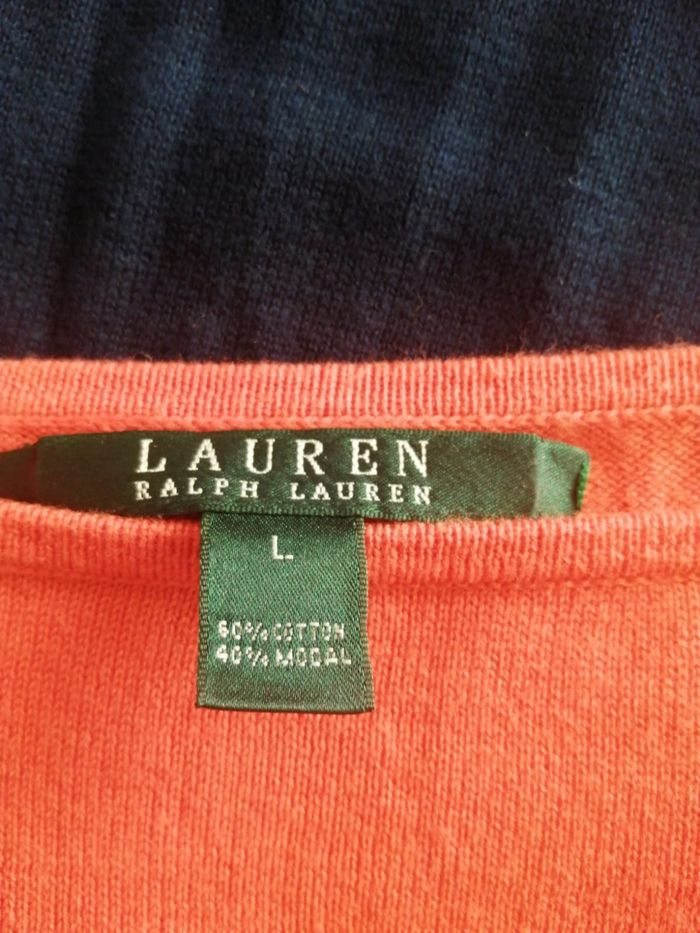 LAUREN
RALPH LAUREN
L
60% COTTON
40% MODAL